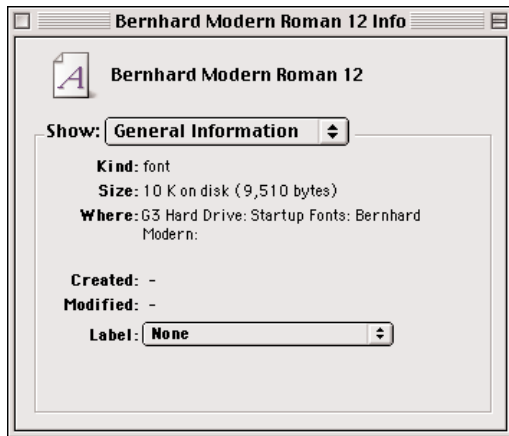 Bernhard Modern Roman 12 Info
Bernhard Modern Roman 12
Show: General Information
Kind: font
Size: 10 K on disk (9,510 bytes)
Where: G3 Hard Drive: Startup Fonts: Bernhard
Modern:
Created: -
Modified: -
Label: None